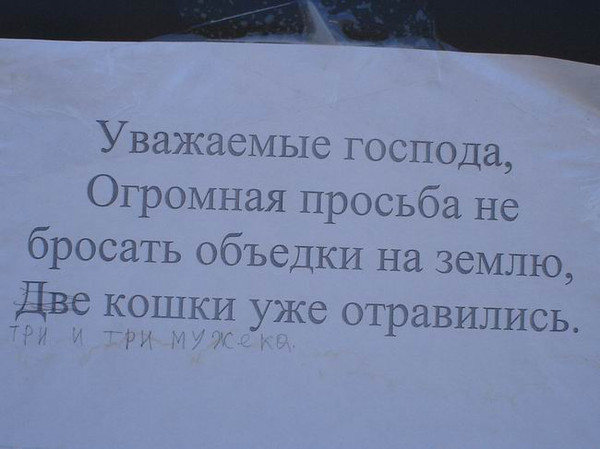 Уважаемые господа,
Огромная просьба не
бросать объедки на землю,
Две кошки уже отравились.
три и три мужека.